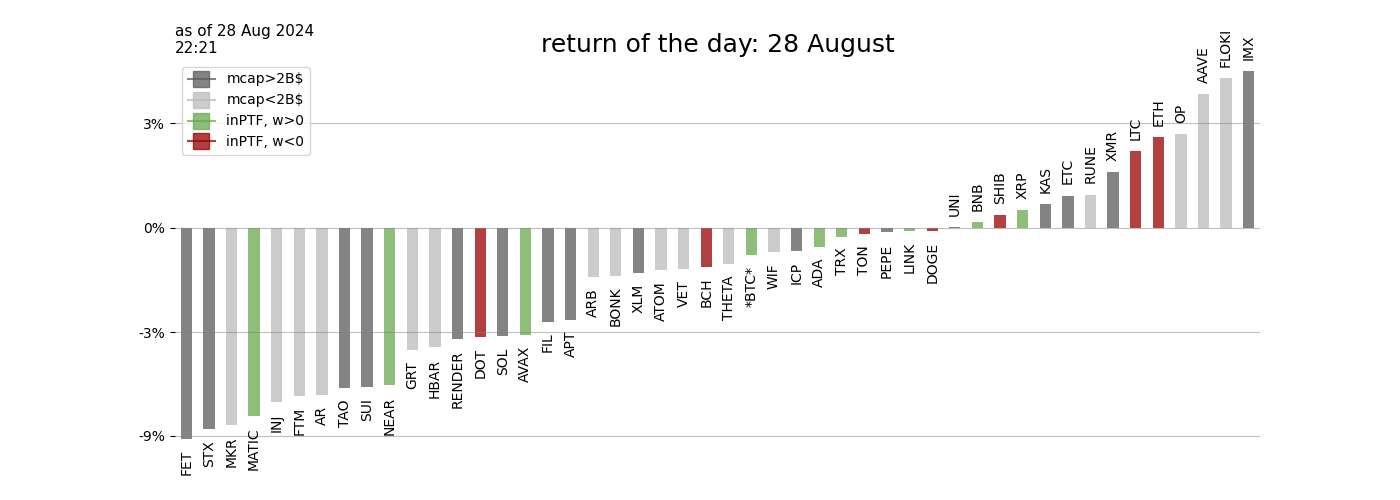 as of 28 Aug 2024
22:21
return of the day: 28 August
mcap>2B$
mcap<2B$
inPTF, w>0
inPTF, w<0
3%
0%
-3%
-9%
FET
STX
MKR
MATIC
INJ
FTM
AR
TAO
SUI
NEAR
GRT
HBAR
RENDER
DOT
SOL
AVAX
FIL
APT
ARB
BONK
XLM
ATOM
VET
BCH
THETA
*BTC*
WIF
ICP
ADA
TRX
TON
PEPE
LINK
DOGE
UNI
BNB
SHIB
XRP
KAS
ETC
RUNE
XMR
LTC
ETH
OP
AAVE
FLOKI
IMX